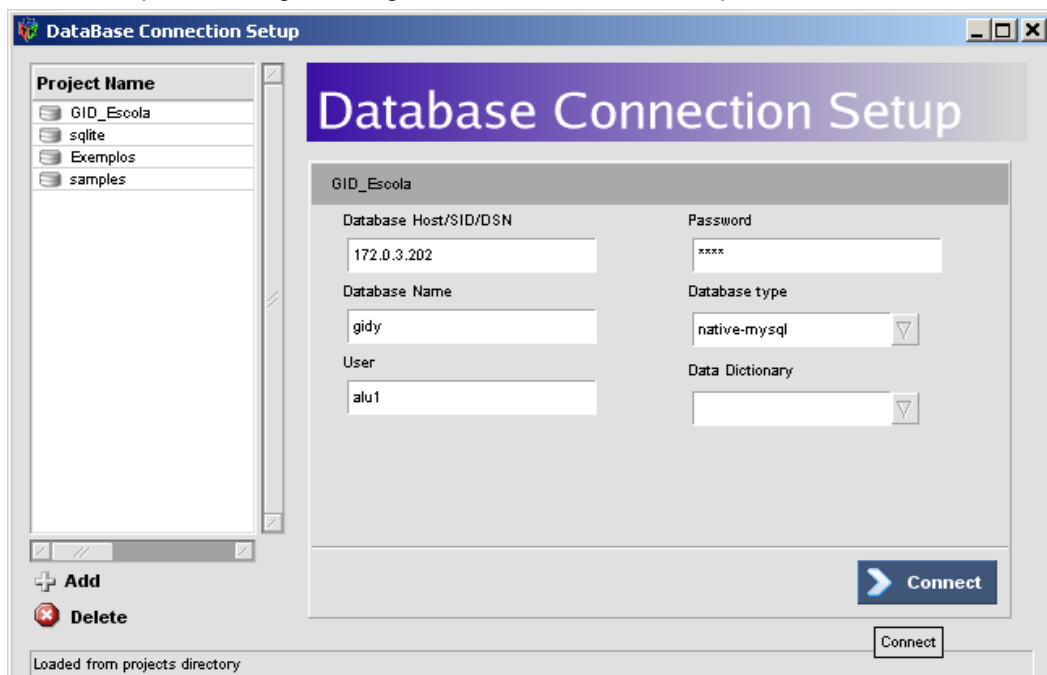 DataBase Connection Setup
Project Name
GID_Escola
sqlite
Exemplos
samples
Add
Delete
Database Connection Setup
GID_Escola
Database Host/SID/DSN
172.0.3.202
Database Name
gidy
User
alu1
Password
****
Database type
native-mysql
Data Dictionary
Connect
Connect
Loaded from projects directory